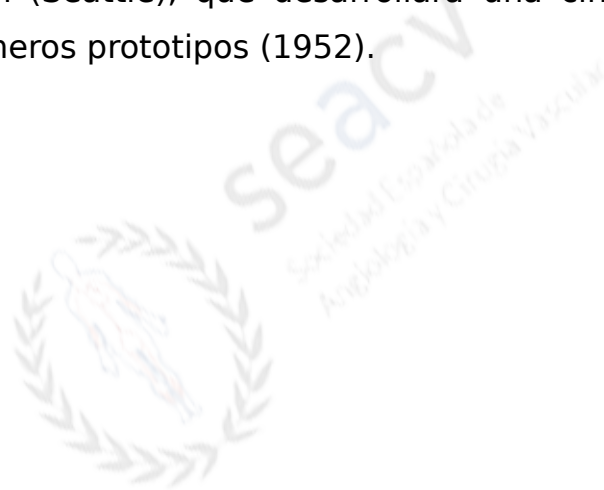 (Seattle), que desarrollará una
neros prototipos (1952).
seacv
Sociedad Española de
Angiología y Cirugía Vascular